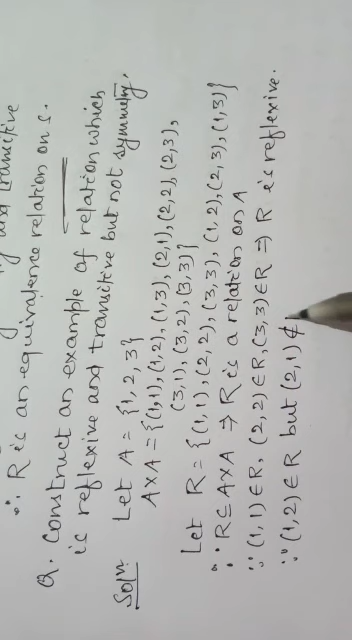 and transitive
∴ R is an equivalence relation on S.
Q. Construct an example of relation which
is reflexive and transitive but not symmetry.
Soln Let A = {1, 2, 3}
A×A = {(1,1), (1,2), (1,3), (2,1), (2,2), (2,3),
(3,1), (3,2), (3,3)}
Let R = {(1,1), (2,2), (3,3), (1,2), (2,3), (1,3)}
∵ R⊆A×A ⇒ R is a relation on A
∵ (1,1)∈R, (2,2)∈R, (3,3)∈R ⇒ R is reflexive.
∵ (1,2)∈R but (2,1)∉